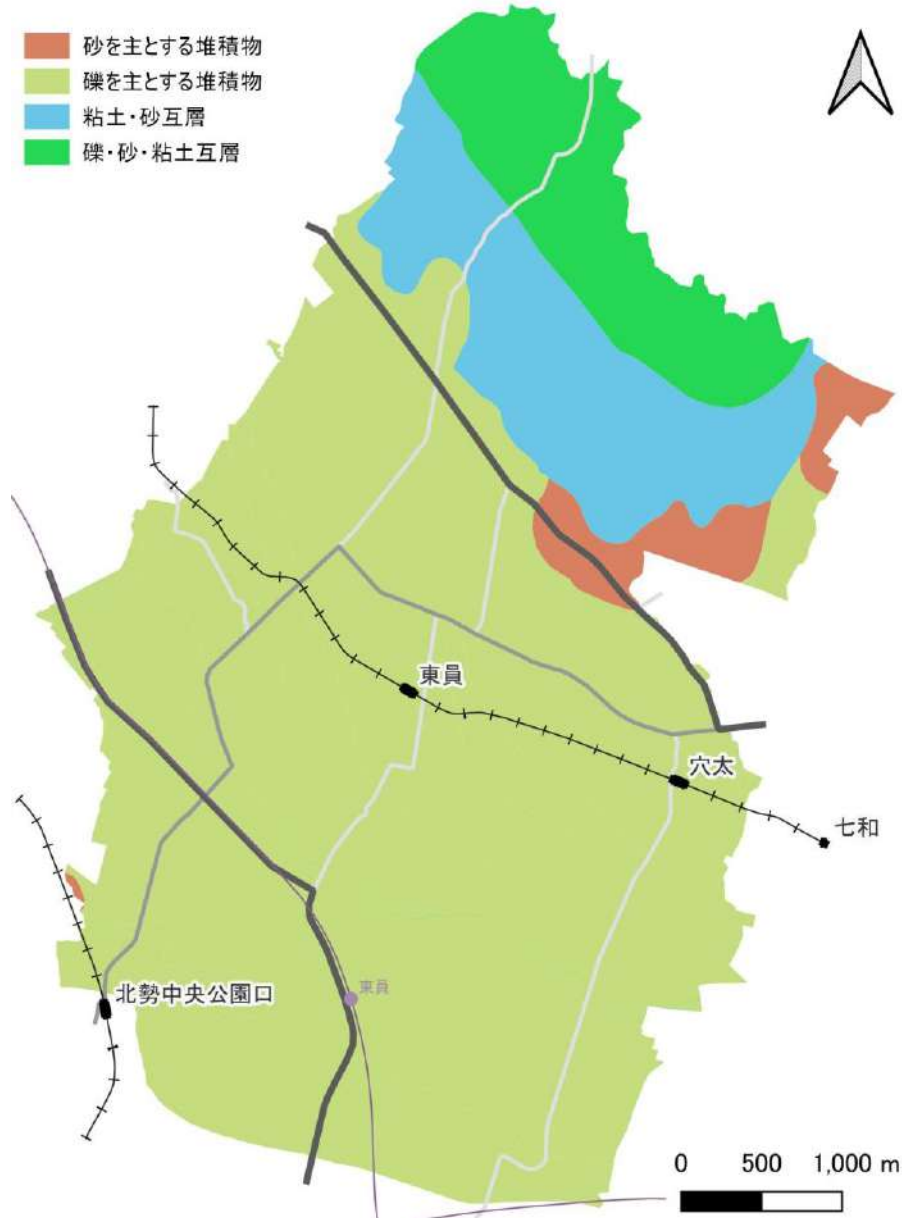 砂を主とする堆積物
礫を主とする堆積物
粘土・砂互層
礫・砂・粘土互層
東員
穴太
七和
北勢中央公園口
東員
0 500 1,000 m